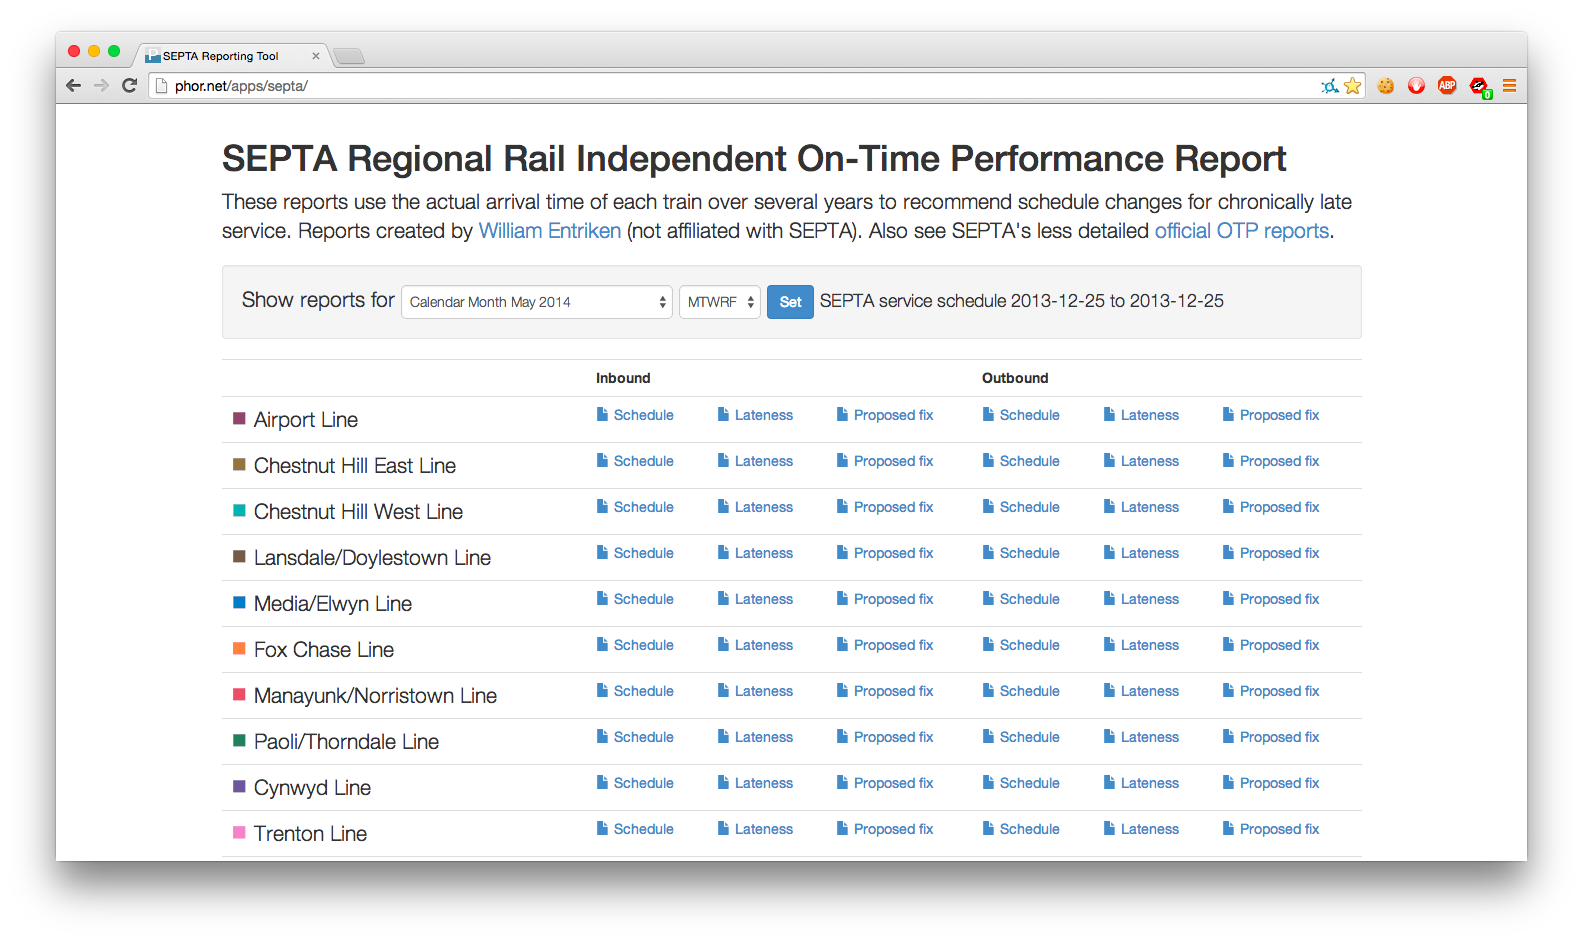 SEPTA Reporting Tool
phor.net/apps/septa/
ABP
0
SEPTA Regional Rail Independent On-Time Performance Report
These reports use the actual arrival time of each train over several years to recommend schedule changes for chronically late
service. Reports created by William Entriken (not affiliated with SEPTA). Also see SEPTA's less detailed official OTP reports.
Show reports for Calendar Month May 2014 MTWRF Set SEPTA service schedule 2013-12-25 to 2013-12-25
Inbound Outbound
Airport Line Schedule Lateness Proposed fix Schedule Lateness Proposed fix
Chestnut Hill East Line Schedule Lateness Proposed fix Schedule Lateness Proposed fix
Chestnut Hill West Line Schedule Lateness Proposed fix Schedule Lateness Proposed fix
Lansdale/Doylestown Line Schedule Lateness Proposed fix Schedule Lateness Proposed fix
Media/Elwyn Line Schedule Lateness Proposed fix Schedule Lateness Proposed fix
Fox Chase Line Schedule Lateness Proposed fix Schedule Lateness Proposed fix
Manayunk/Norristown Line Schedule Lateness Proposed fix Schedule Lateness Proposed fix
Paoli/Thorndale Line Schedule Lateness Proposed fix Schedule Lateness Proposed fix
Cynwyd Line Schedule Lateness Proposed fix Schedule Lateness Proposed fix
Trenton Line Schedule Lateness Proposed fix Schedule Lateness Proposed fix